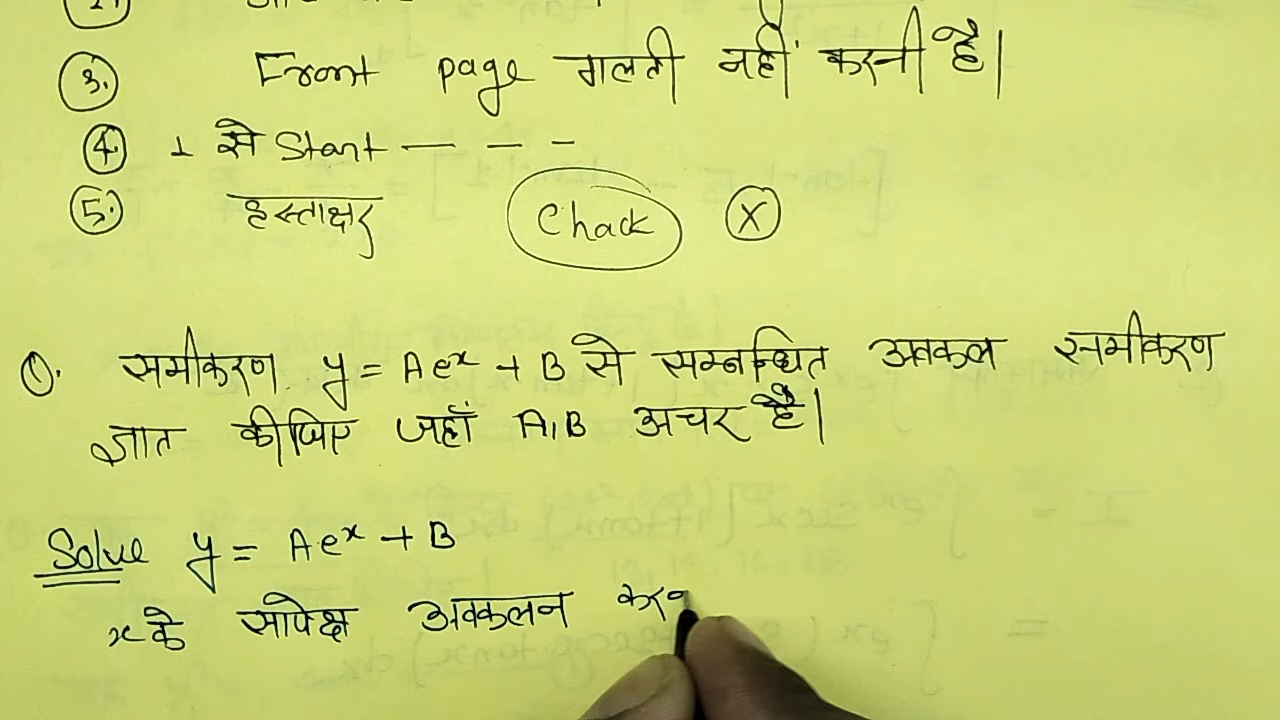 3. Front page गलती नहीं करनी है।
4. 1 से Start — — —
5. हस्ताक्षर Chack X
Q. समीकरण y = Aeˣ + B से सम्बन्धित अवकल समीकरण
ज्ञात कीजिए जहाँ A,B अचर है।
Solve y = Aeˣ + B
x के सापेक्ष अवकलन कर